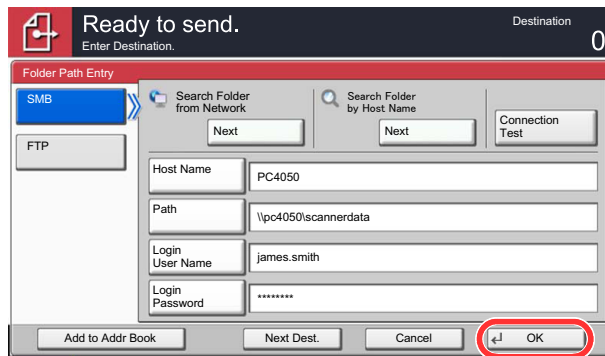 Ready to send.
Destination
Enter Destination.
0
Folder Path Entry
SMB
Search Folder
from Network
Search Folder
by Host Name
Next
Next
Connection
Test
FTP
Host Name
PC4050
Path
\\pc4050\scannerdata
Login
User Name
james.smith
Login
Password
********
Add to Addr Book
Next Dest.
Cancel
OK